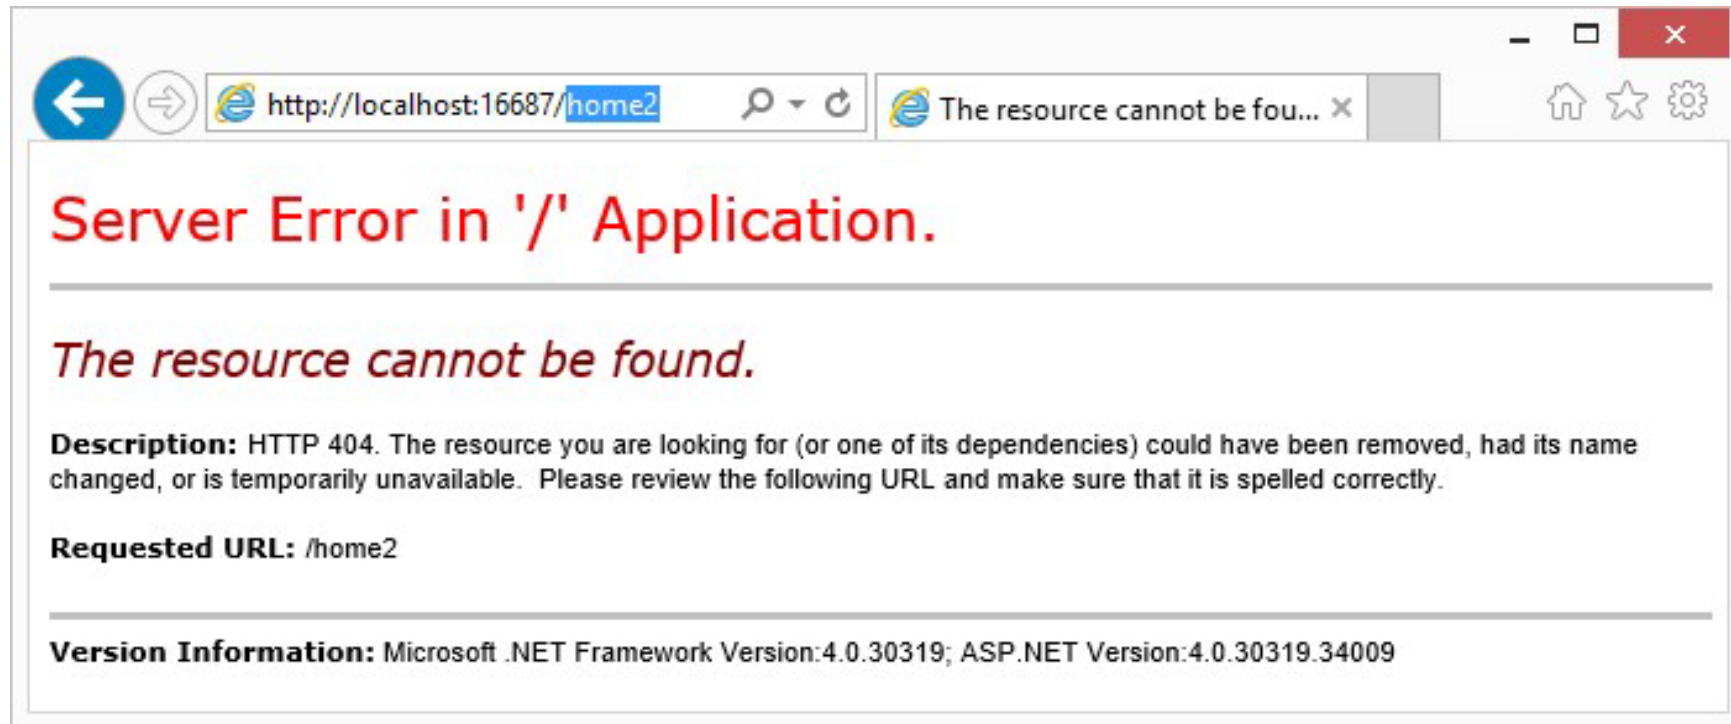 http://localhost:16687/home2
The resource cannot be fou...
Server Error in '/' Application.
The resource cannot be found.
Description: HTTP 404. The resource you are looking for (or one of its dependencies) could have been removed, had its name
changed, or is temporarily unavailable.  Please review the following URL and make sure that it is spelled correctly.
Requested URL: /home2
Version Information: Microsoft .NET Framework Version:4.0.30319; ASP.NET Version:4.0.30319.34009